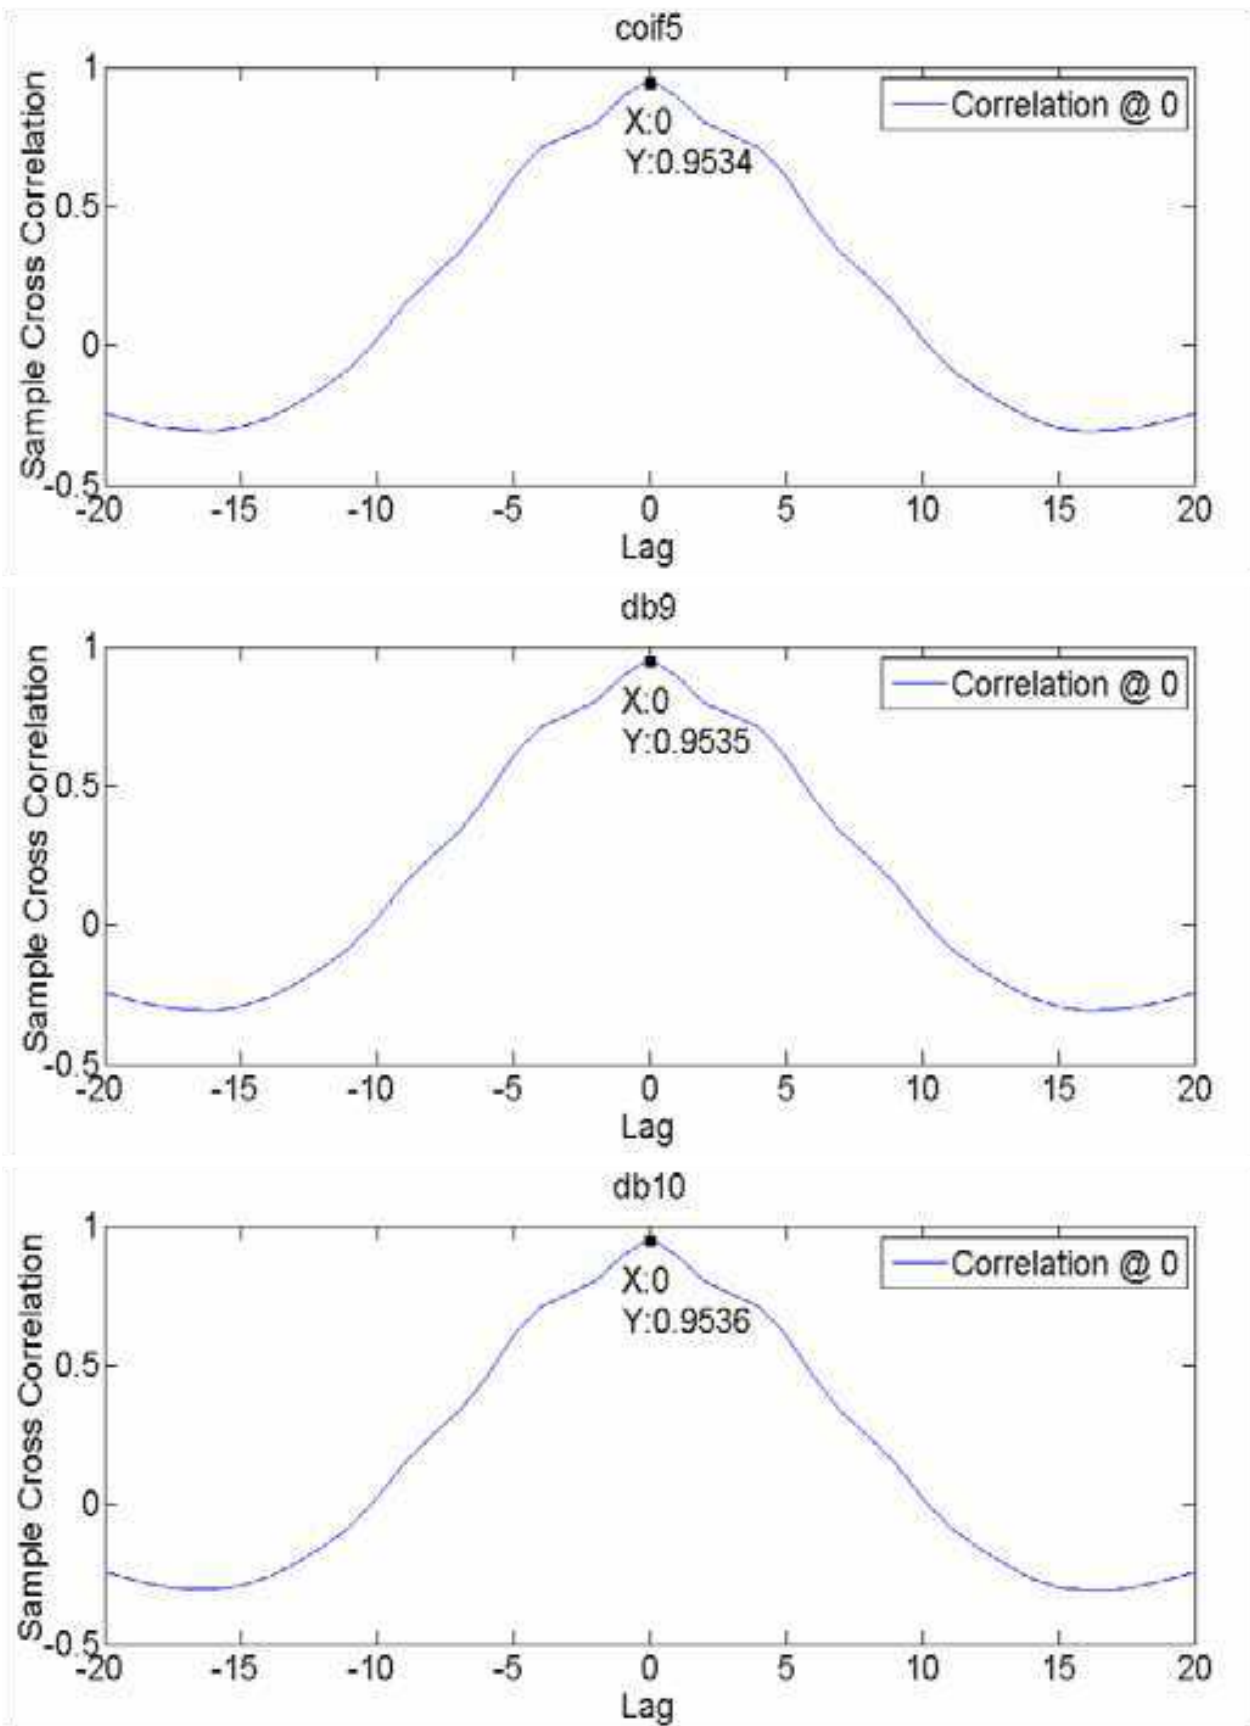 coif5
Sample Cross Correlation
1
0.5
0
-0.5
Correlation @ 0
X:0
Y:0.9534
-20 -15 -10 -5 0 5 10 15 20
Lag
db9
Sample Cross Correlation
1
0.5
0
-0.5
Correlation @ 0
X:0
Y:0.9535
-20 -15 -10 -5 0 5 10 15 20
Lag
db10
Sample Cross Correlation
1
0.5
0
-0.5
Correlation @ 0
X:0
Y:0.9536
-20 -15 -10 -5 0 5 10 15 20
Lag